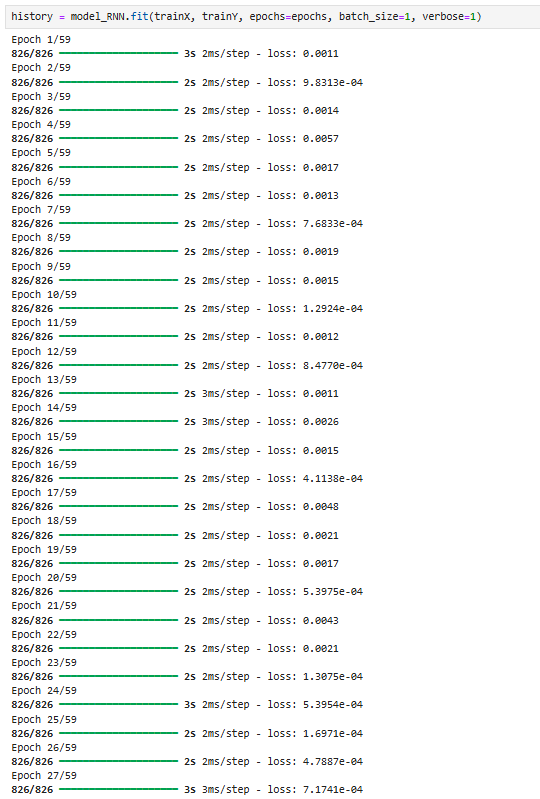 history = model_RNN.fit(trainX, trainY, epochs=epochs, batch_size=1, verbose=1)
Epoch 1/59
826/826 ━━━━━━━━━━━━━━━━━━━━ 3s 2ms/step - loss: 0.0011
Epoch 2/59
826/826 ━━━━━━━━━━━━━━━━━━━━ 2s 2ms/step - loss: 9.8313e-04
Epoch 3/59
826/826 ━━━━━━━━━━━━━━━━━━━━ 2s 2ms/step - loss: 0.0014
Epoch 4/59
826/826 ━━━━━━━━━━━━━━━━━━━━ 2s 2ms/step - loss: 0.0057
Epoch 5/59
826/826 ━━━━━━━━━━━━━━━━━━━━ 2s 2ms/step - loss: 0.0017
Epoch 6/59
826/826 ━━━━━━━━━━━━━━━━━━━━ 2s 2ms/step - loss: 0.0013
Epoch 7/59
826/826 ━━━━━━━━━━━━━━━━━━━━ 2s 2ms/step - loss: 7.6833e-04
Epoch 8/59
826/826 ━━━━━━━━━━━━━━━━━━━━ 2s 2ms/step - loss: 0.0019
Epoch 9/59
826/826 ━━━━━━━━━━━━━━━━━━━━ 2s 2ms/step - loss: 0.0015
Epoch 10/59
826/826 ━━━━━━━━━━━━━━━━━━━━ 2s 2ms/step - loss: 1.2924e-04
Epoch 11/59
826/826 ━━━━━━━━━━━━━━━━━━━━ 2s 2ms/step - loss: 0.0012
Epoch 12/59
826/826 ━━━━━━━━━━━━━━━━━━━━ 2s 2ms/step - loss: 8.4770e-04
Epoch 13/59
826/826 ━━━━━━━━━━━━━━━━━━━━ 2s 3ms/step - loss: 0.0011
Epoch 14/59
826/826 ━━━━━━━━━━━━━━━━━━━━ 2s 3ms/step - loss: 0.0026
Epoch 15/59
826/826 ━━━━━━━━━━━━━━━━━━━━ 2s 2ms/step - loss: 0.0015
Epoch 16/59
826/826 ━━━━━━━━━━━━━━━━━━━━ 2s 2ms/step - loss: 4.1138e-04
Epoch 17/59
826/826 ━━━━━━━━━━━━━━━━━━━━ 2s 2ms/step - loss: 0.0048
Epoch 18/59
826/826 ━━━━━━━━━━━━━━━━━━━━ 2s 2ms/step - loss: 0.0021
Epoch 19/59
826/826 ━━━━━━━━━━━━━━━━━━━━ 2s 2ms/step - loss: 0.0017
Epoch 20/59
826/826 ━━━━━━━━━━━━━━━━━━━━ 2s 2ms/step - loss: 5.3975e-04
Epoch 21/59
826/826 ━━━━━━━━━━━━━━━━━━━━ 2s 2ms/step - loss: 0.0043
Epoch 22/59
826/826 ━━━━━━━━━━━━━━━━━━━━ 2s 2ms/step - loss: 0.0021
Epoch 23/59
826/826 ━━━━━━━━━━━━━━━━━━━━ 2s 2ms/step - loss: 1.3075e-04
Epoch 24/59
826/826 ━━━━━━━━━━━━━━━━━━━━ 3s 2ms/step - loss: 5.3954e-04
Epoch 25/59
826/826 ━━━━━━━━━━━━━━━━━━━━ 2s 2ms/step - loss: 1.6971e-04
Epoch 26/59
826/826 ━━━━━━━━━━━━━━━━━━━━ 2s 2ms/step - loss: 4.7887e-04
Epoch 27/59
826/826 ━━━━━━━━━━━━━━━━━━━━ 3s 3ms/step - loss: 7.1741e-04